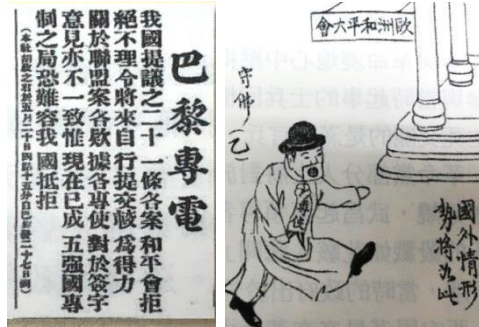 巴黎專電
我國提議之二十一條各案和平會拒
絕不理令將來自行提交較為得力
關於聯盟案各款據各專使對於簽字
意見亦不一致惟現在已成五强國專
制之局恐難容我國抵拒
歐洲和平大會
（乙）
專使
國外情形
勢將如此